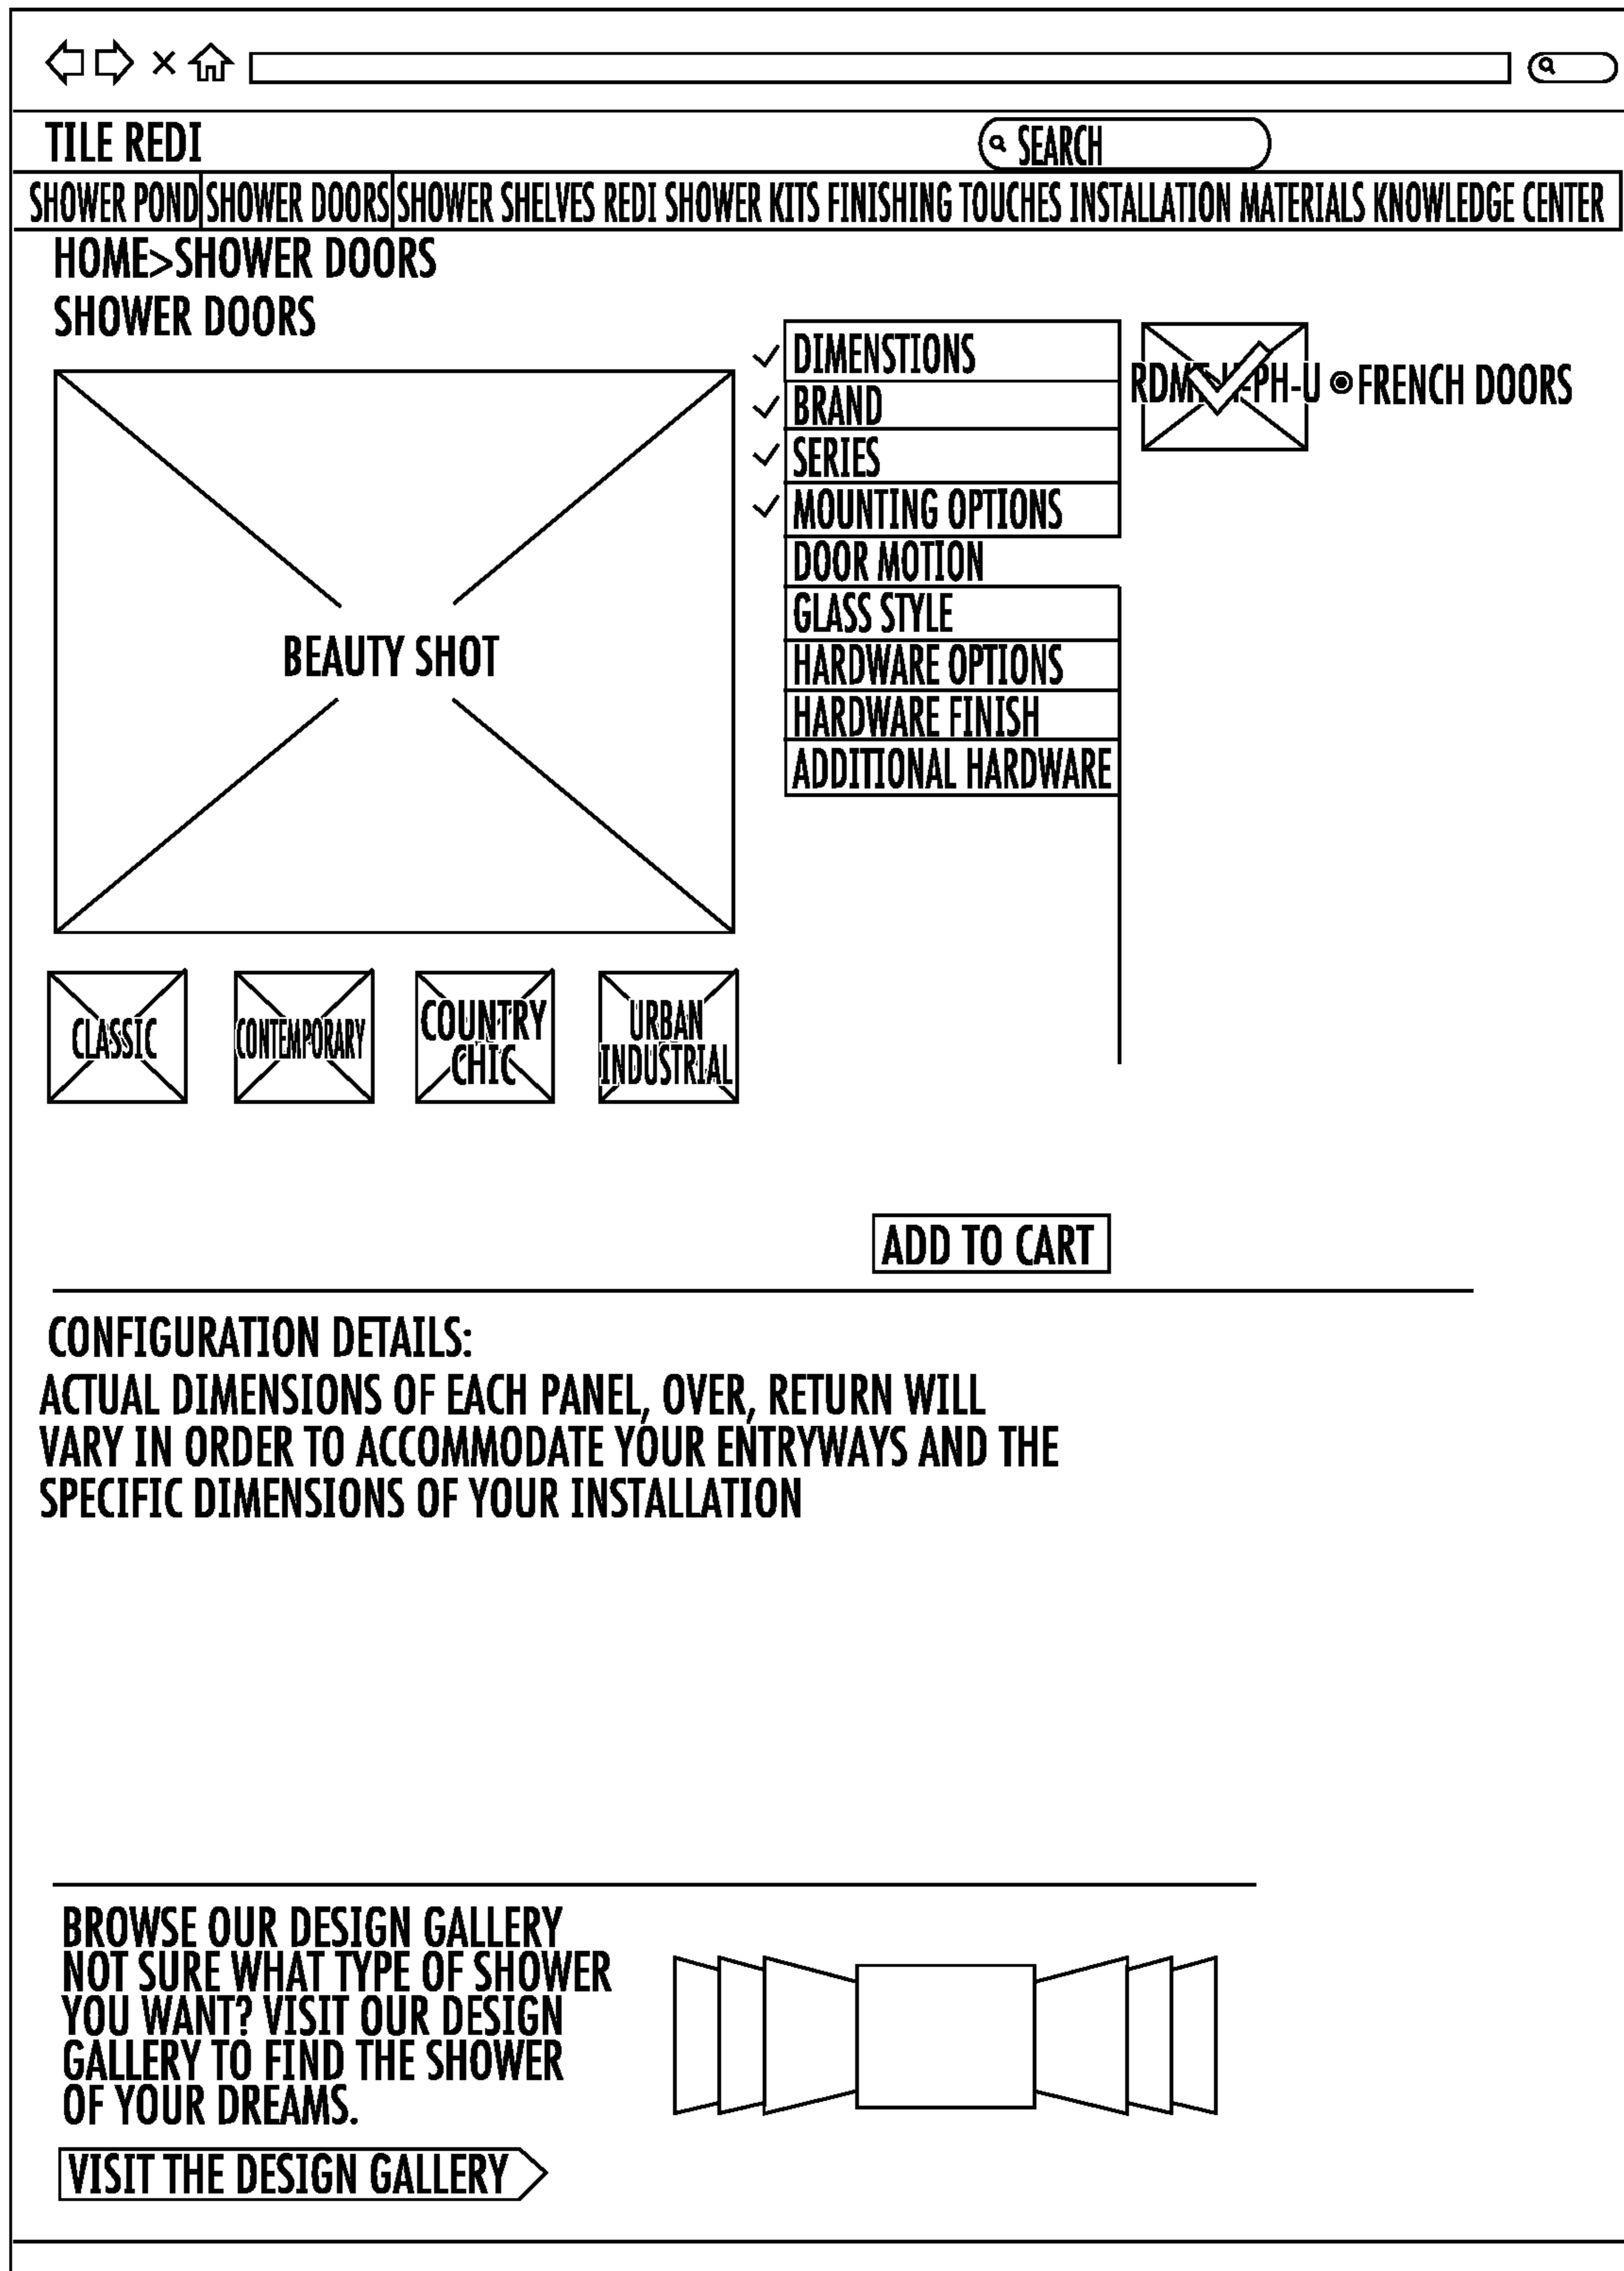 TILE REDI
SEARCH
SHOWER POND SHOWER DOORS SHOWER SHELVES REDI SHOWER KITS FINISHING TOUCHES INSTALLATION MATERIALS KNOWLEDGE CENTER
HOME>SHOWER DOORS
SHOWER DOORS
BEAUTY SHOT
CLASSIC
CONTEMPORARY
COUNTRY
CHIC
URBAN
INDUSTRIAL
DIMENSTIONS
BRAND
SERIES
MOUNTING OPTIONS
DOOR MOTION
GLASS STYLE
HARDWARE OPTIONS
HARDWARE FINISH
ADDITIONAL HARDWARE
FRENCH DOORS
ADD TO CART
CONFIGURATION DETAILS:
ACTUAL DIMENSIONS OF EACH PANEL, OVER, RETURN WILL
VARY IN ORDER TO ACCOMMODATE YOUR ENTRYWAYS AND THE
SPECIFIC DIMENSIONS OF YOUR INSTALLATION
BROWSE OUR DESIGN GALLERY
NOT SURE WHAT TYPE OF SHOWER
YOU WANT? VISIT OUR DESIGN
GALLERY TO FIND THE SHOWER
OF YOUR DREAMS.
VISIT THE DESIGN GALLERY